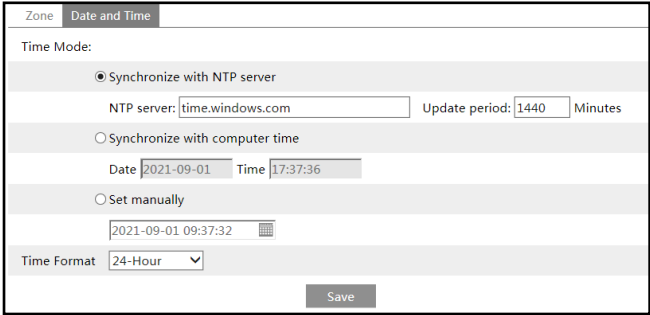 Zone Date and Time
Time Mode:
Synchronize with NTP server
NTP server: time.windows.com Update period: 1440 Minutes
Synchronize with computer time
Date 2021-09-01 Time 17:37:36
Set manually
2021-09-01 09:37:32
Time Format 24-Hour
Save